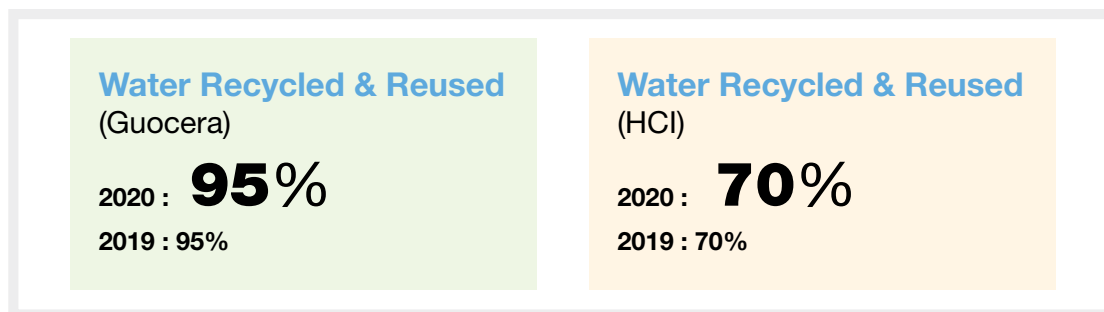 Water Recycled & Reused
(Guocera)
2020 : 95%
2019 : 95%
Water Recycled & Reused
(HCI)
2020 : 70%
2019 : 70%